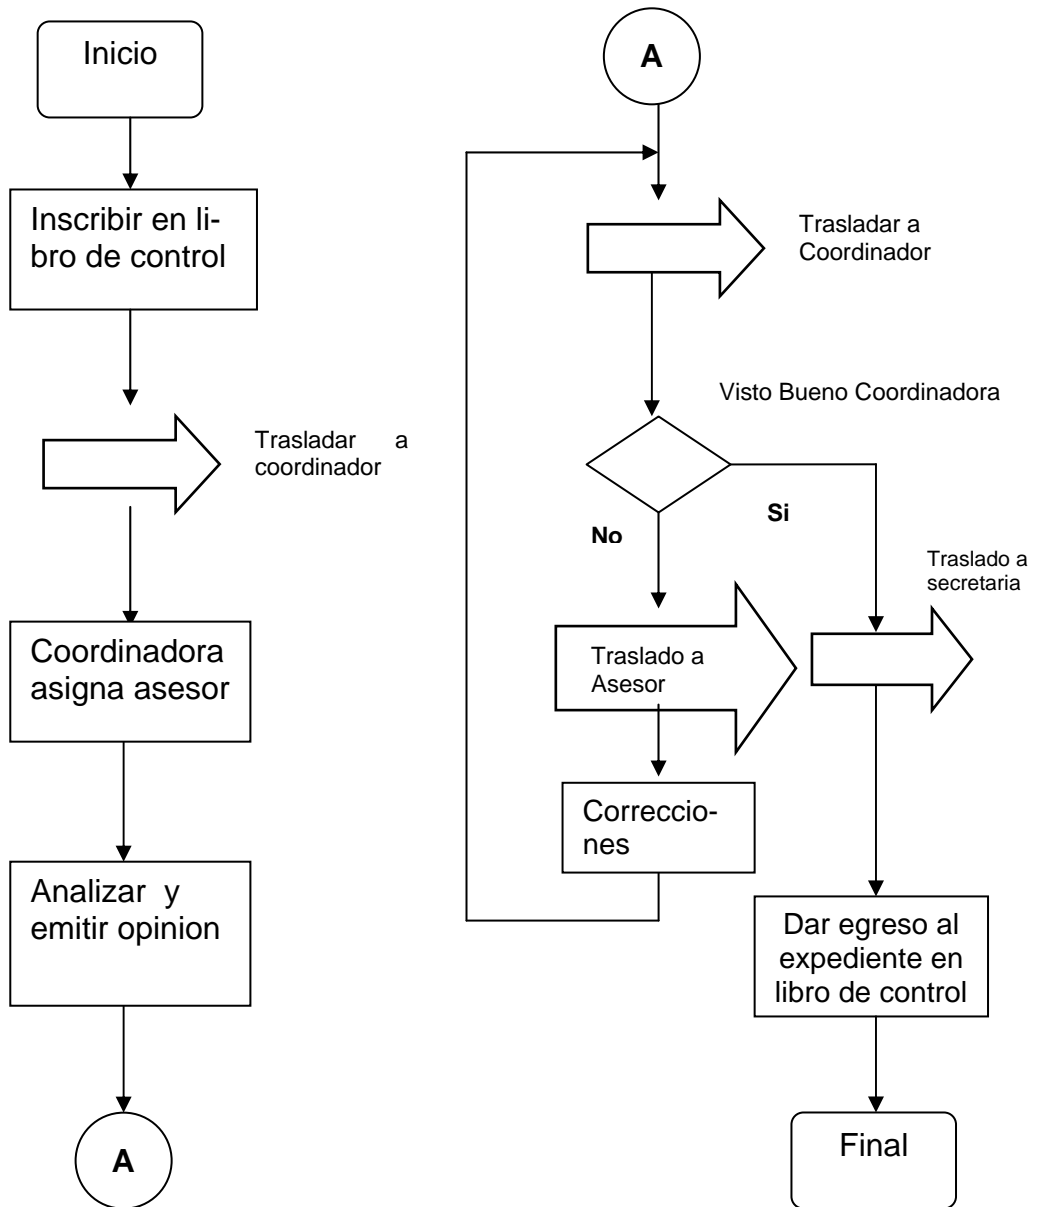 Inicio
Inscribir en li-
bro de control
Trasladar a
coordinador
Coordinadora
asigna asesor
Analizar y
emitir opinion
A
A
Trasladar a
Coordinador
Visto Bueno Coordinadora
No
Si
Traslado a
Asesor
Traslado a
secretaria
Correccio-
nes
Dar egreso al
expediente en
libro de control
Final